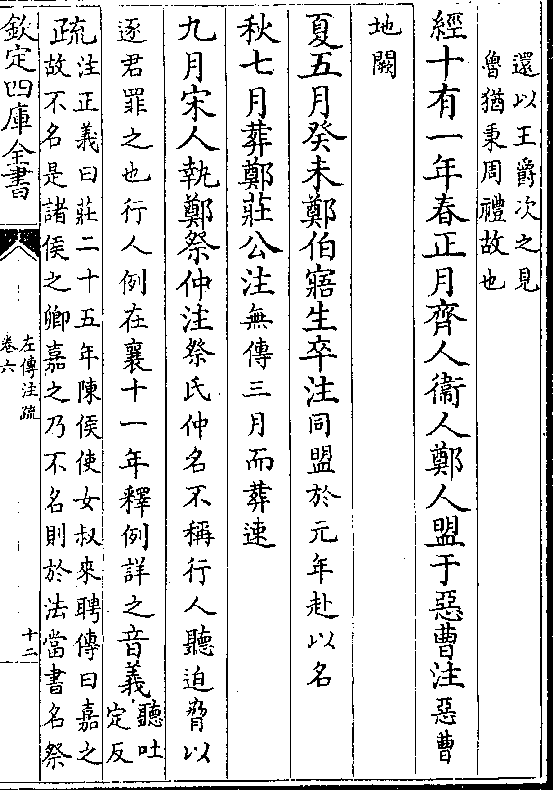 還以王爵次之見
魯猶秉周禮故也
經十有一年春正月齊人衞人鄭人盟于惡曹注惡曹
地闕
夏五月癸未鄭伯寤生卒注同盟於元年赴以名
秋七月葬鄭莊公注無傳三月而葬速
九月宋人執鄭祭仲注祭氏仲名不稱行人聽迫脅以
逐君罪之也行人例在襄十一年釋例詳之音義聽吐
定反
疏注正義曰莊二十五年陳侯使女叔來聘傳曰嘉之
故不名是諸侯之卿嘉之乃不名則於法當書名祭
欽定四庫全書
左傳注疏
卷六
十二